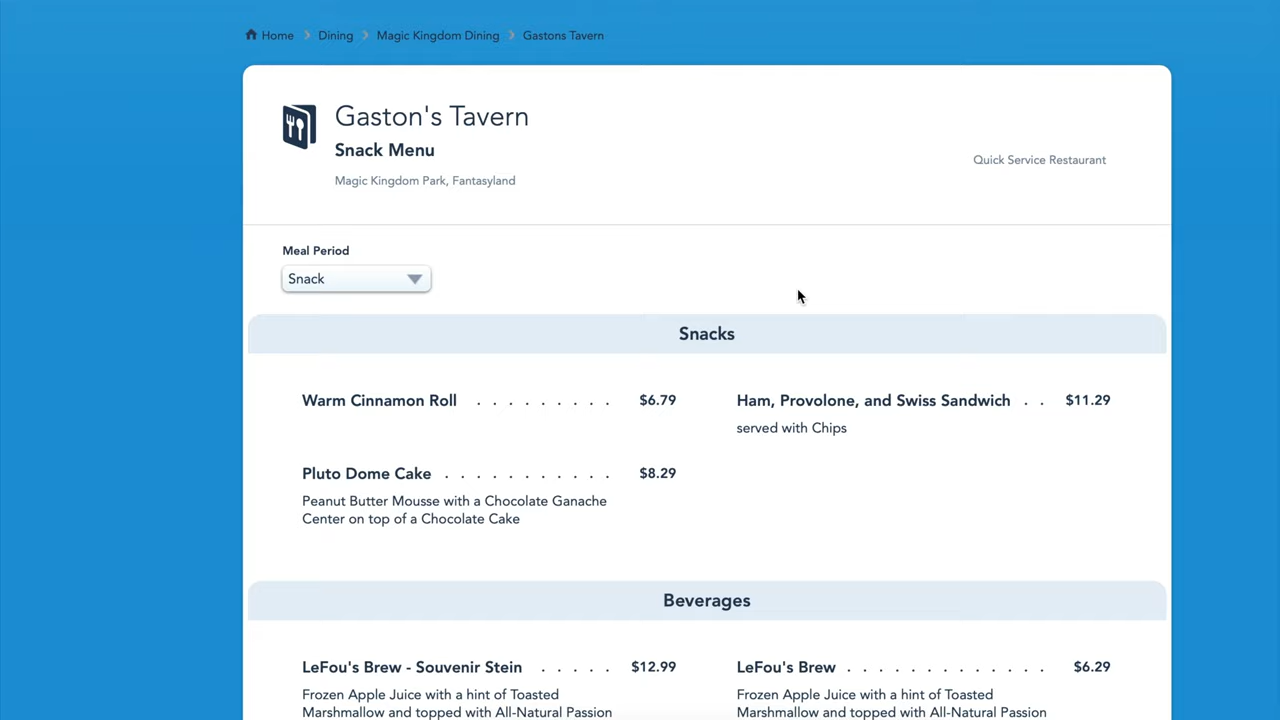 Home > Dining > Magic Kingdom Dining > Gastons Tavern
Gaston's Tavern
Snack Menu
Magic Kingdom Park, Fantasyland
Quick Service Restaurant
Meal Period
Snack
Snacks
Warm Cinnamon Roll . . . . . . . . . $6.79
Ham, Provolone, and Swiss Sandwich . . $11.29
served with Chips
Pluto Dome Cake . . . . . . . . . . . $8.29
Peanut Butter Mousse with a Chocolate Ganache
Center on top of a Chocolate Cake
Beverages
LeFou's Brew - Souvenir Stein . . . . . $12.99
Frozen Apple Juice with a hint of Toasted
Marshmallow and topped with All-Natural Passion
LeFou's Brew . . . . . . . . . . . . . $6.29
Frozen Apple Juice with a hint of Toasted
Marshmallow and topped with All-Natural Passion